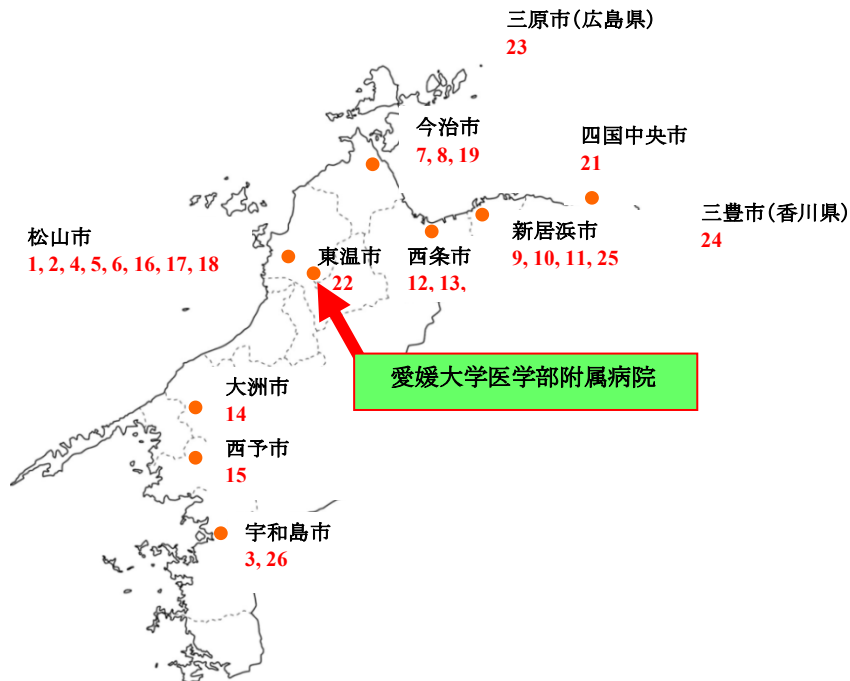 三原市(広島県)
23
今治市
7, 8, 19
四国中央市
21
三豊市(香川県)
24
新居浜市
9, 10, 11, 25
西条市
12, 13,
東温市
22
松山市
1, 2, 4, 5, 6, 16, 17, 18
愛媛大学医学部附属病院
大洲市
14
西予市
15
宇和島市
3, 26